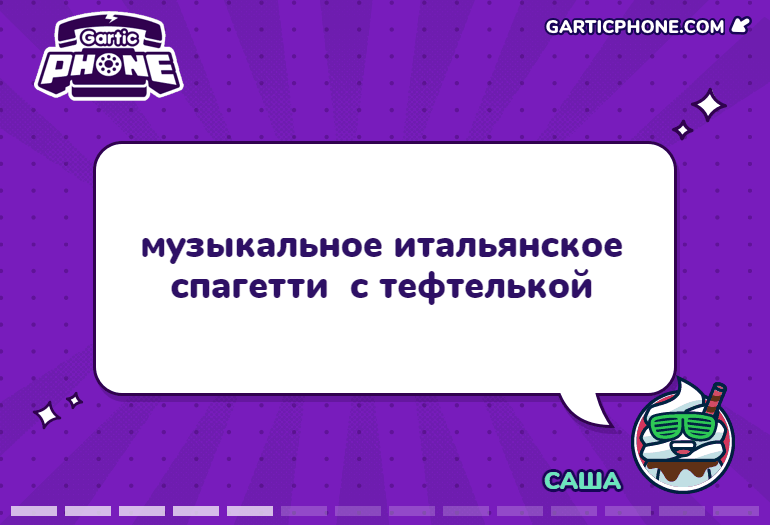 Gartic
PHONE
GARTICPHONE.COM
музыкальное итальянское
спагетти  с тефтелькой
САША